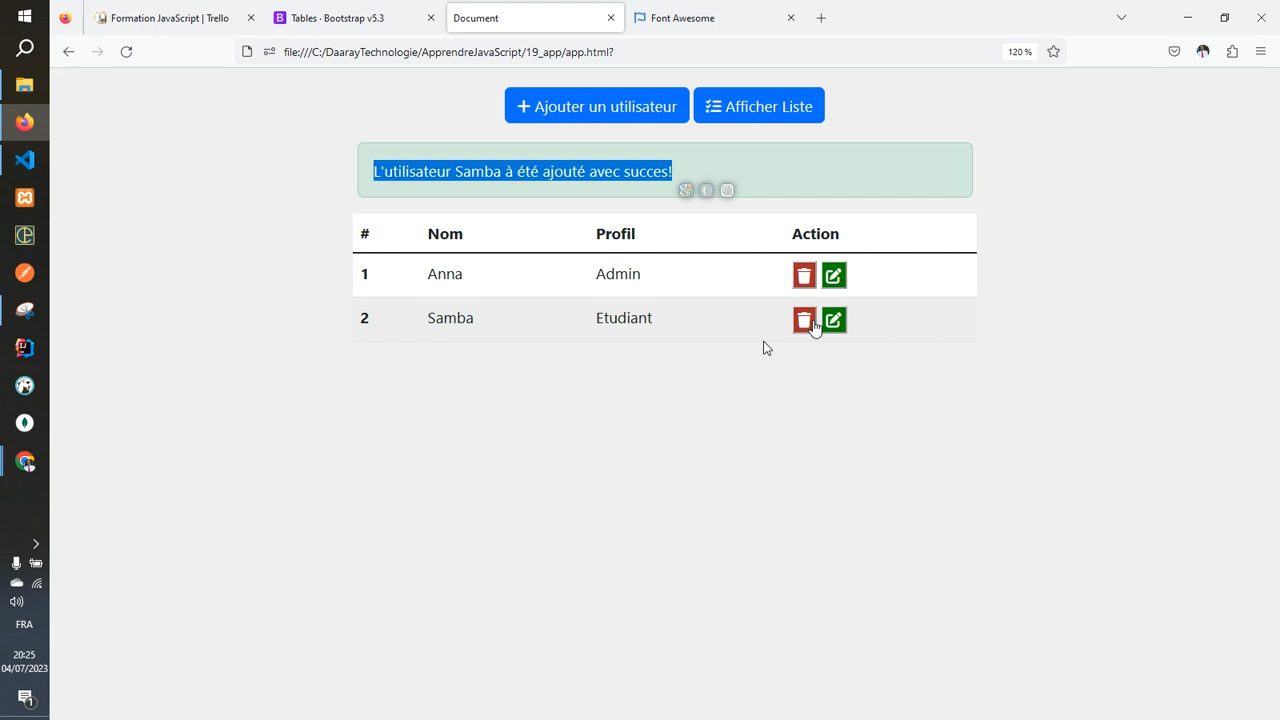 Formation JavaScript | Trello
Tables · Bootstrap v5.3
Document
Font Awesome
file:///C:/DaarayTechnologie/ApprendreJavaScript/19_app/app.html?
120 %
Ajouter un utilisateur
Afficher Liste
L'utilisateur Samba à été ajouté avec succes!
# Nom Profil Action
1 Anna Admin
2 Samba Etudiant
FRA
20:25
04/07/2023
1